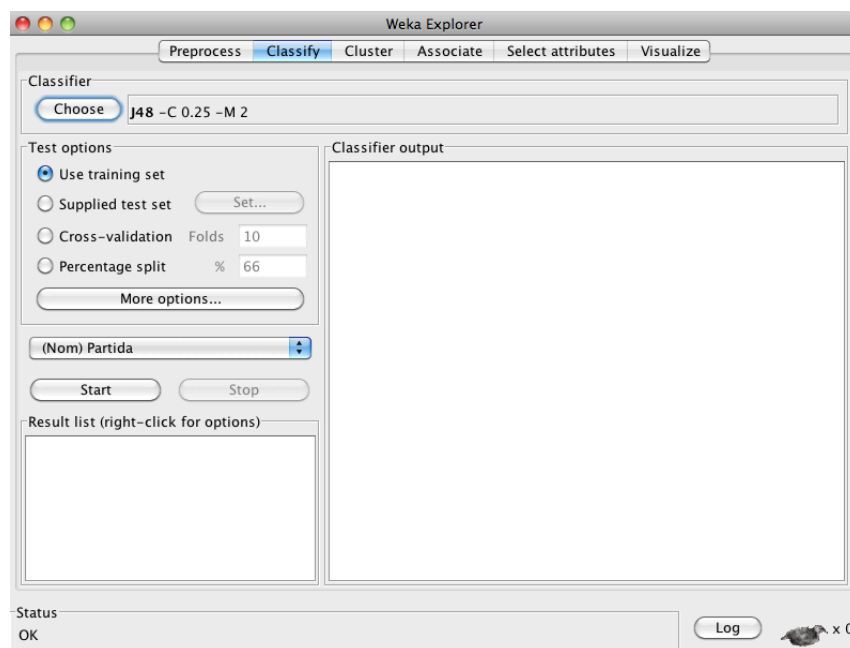 Weka Explorer
Preprocess Classify Cluster Associate Select attributes Visualize
Classifier
Choose J48 -C 0.25 -M 2
Test options
Use training set
Supplied test set Set...
Cross-validation Folds 10
Percentage split % 66
More options...
(Nom) Partida
Start Stop
Result list (right-click for options)
Classifier output
Status
OK
Log x 0